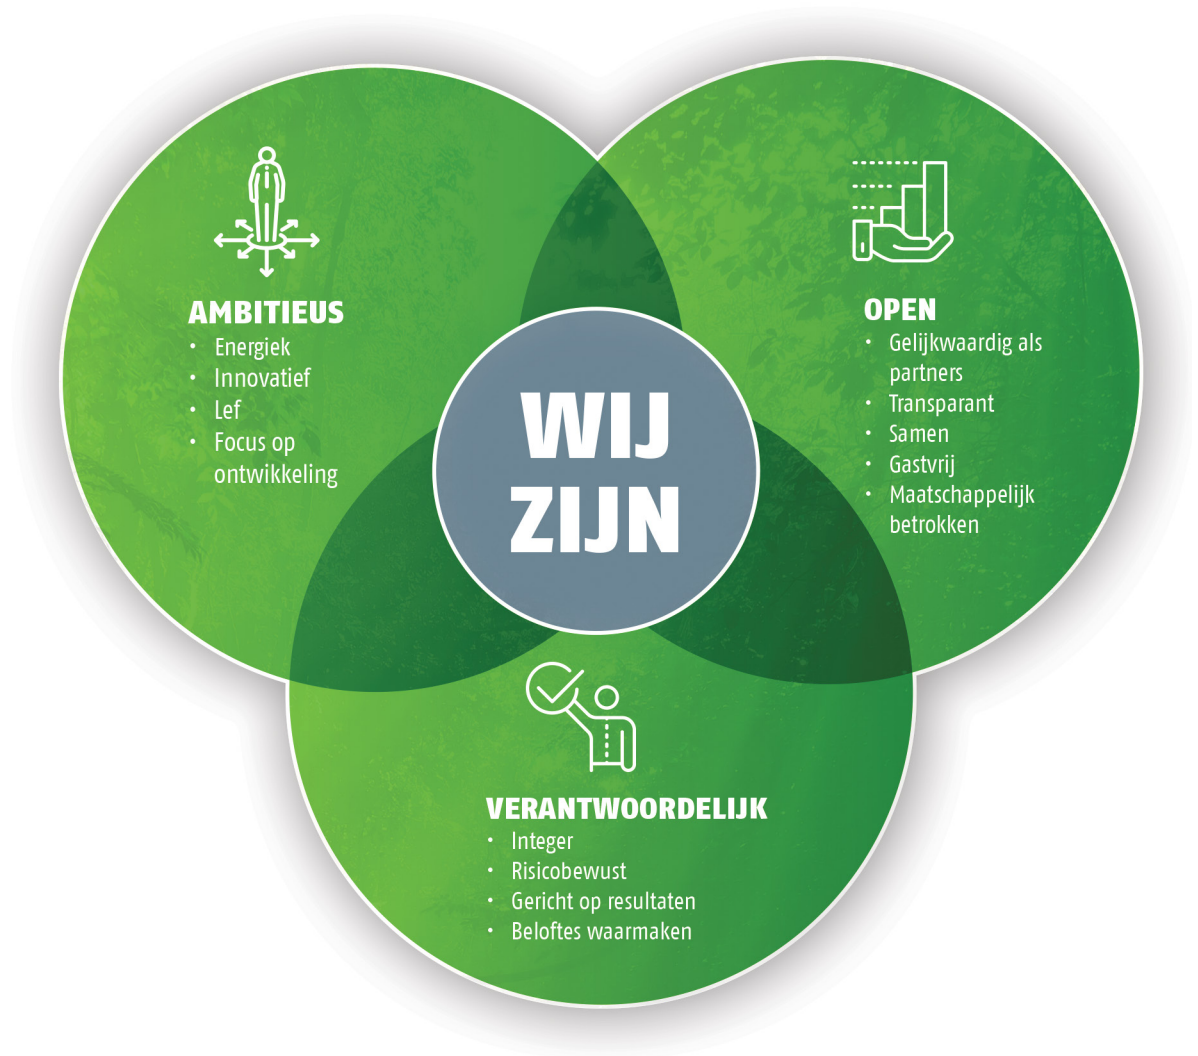 AMBITIEUS
• Energiek
• Innovatief
• Lef
• Focus op
ontwikkeling
OPEN
• Gelijkwaardig als
partners
• Transparant
• Samen
• Gastvrij
• Maatschappelijk
betrokken
WIJ
ZIJN
VERANTWOORDELIJK
• Integer
• Risicobewust
• Gericht op resultaten
• Beloftes waarmaken